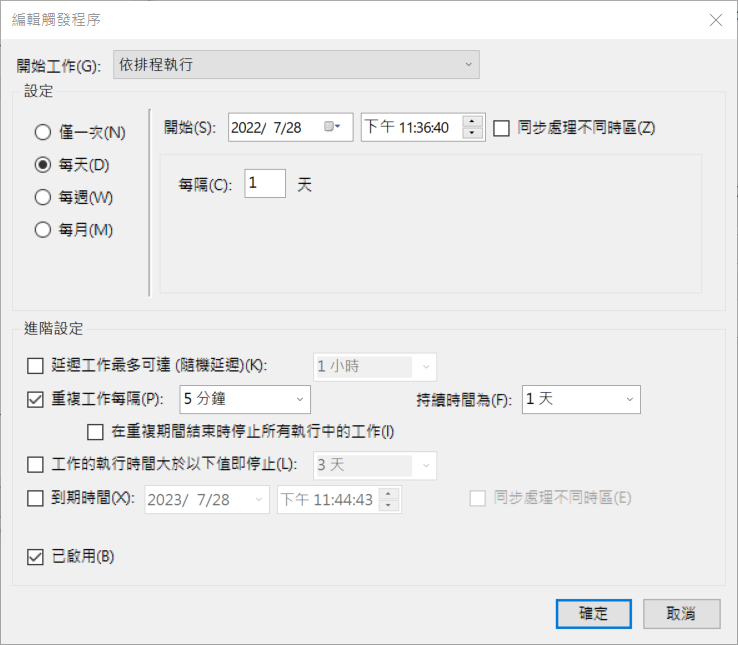 編輯觸發程序
開始工作(G): 依排程執行
設定
僅一次(N)
每天(D)
每週(W)
每月(M)
開始(S): 2022/ 7/28 下午 11:36:40 同步處理不同時區(Z)
每隔(C): 1 天
進階設定
延遲工作最多可達 (隨機延遲)(K): 1 小時
重複工作每隔(P): 5 分鐘 持續時間為(F): 1 天
在重複期間結束時停止所有執行中的工作(I)
工作的執行時間大於以下值即停止(L): 3 天
到期時間(X): 2023/ 7/28 下午 11:44:43 同步處理不同時區(E)
已啟用(B)
確定 取消